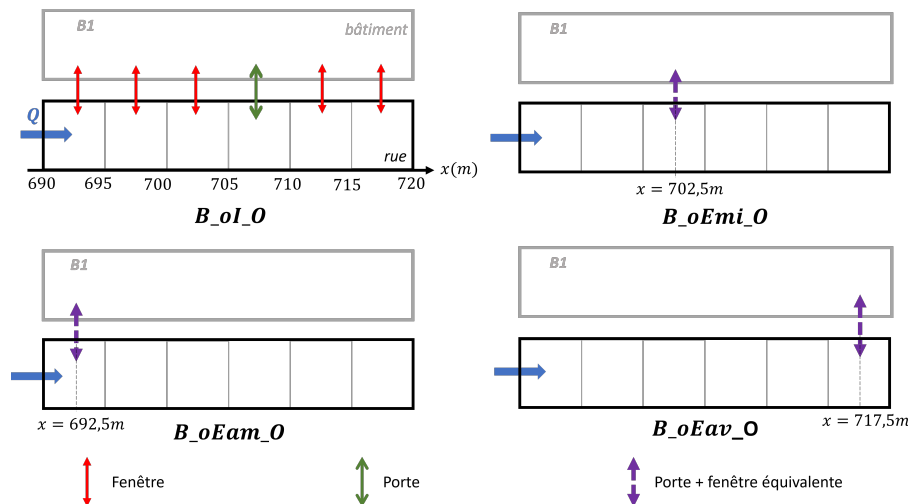 B1
bâtiment
Q
rue
x(m)
690 695 700 705 710 715 720
B_oI_O
B1
x = 702,5m
B_oEmi_O
B1
x = 692,5m
B_oEam_O
B1
x = 717,5m
B_oEav_O
Fenêtre
Porte
Porte + fenêtre équivalente